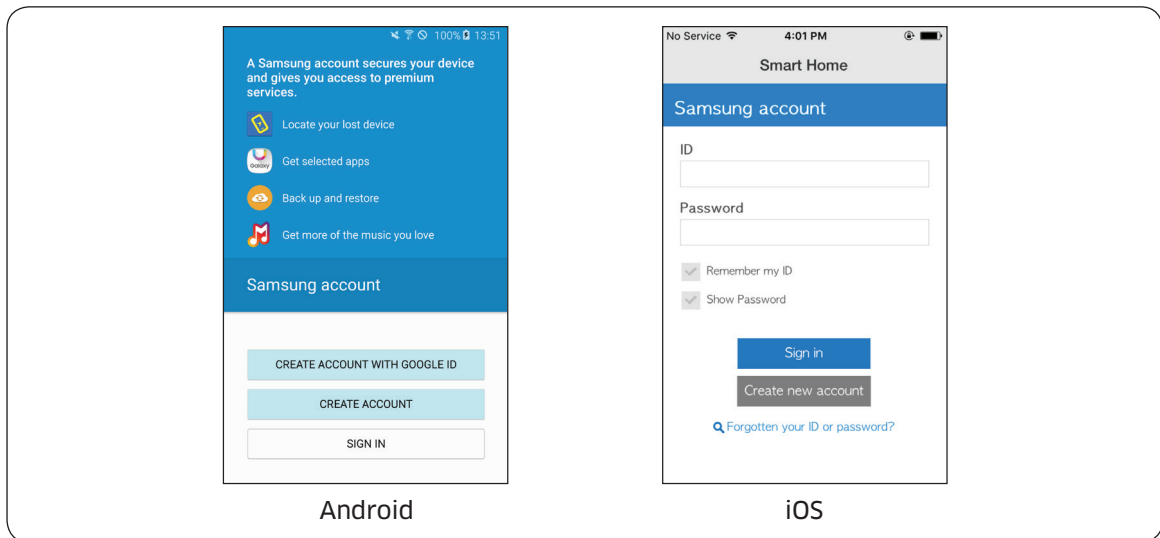 100% 13:51
A Samsung account secures your device
and gives you access to premium
services.
Locate your lost device
Galaxy
Get selected apps
Back up and restore
Get more of the music you love
Samsung account
CREATE ACCOUNT WITH GOOGLE ID
CREATE ACCOUNT
SIGN IN
Android
No Service 4:01 PM
Smart Home
Samsung account
ID
Password
Remember my ID
Show Password
Sign in
Create new account
Forgotten your ID or password?
iOS